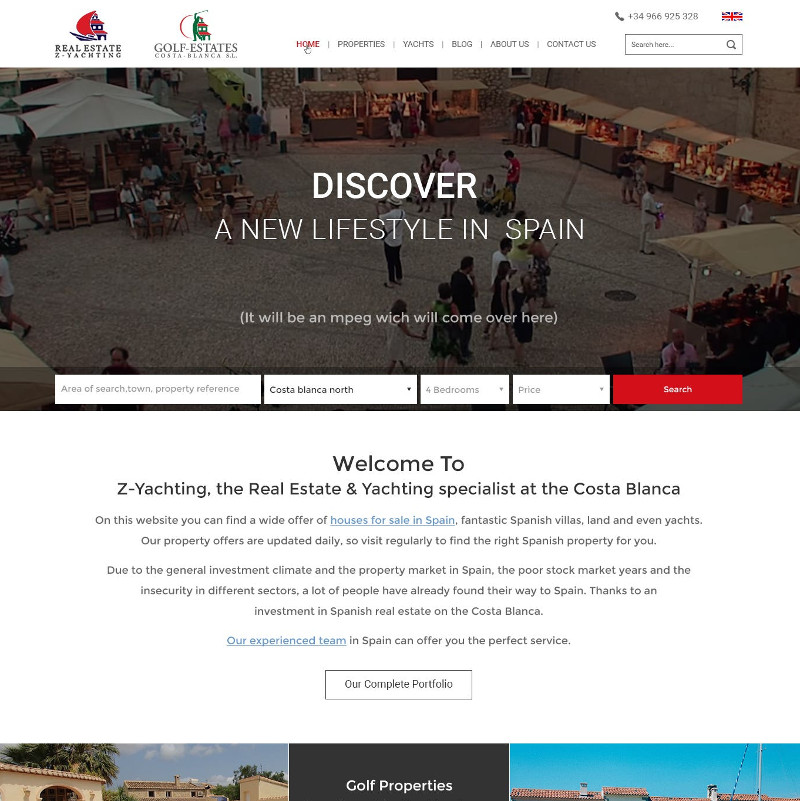 REAL ESTATE
Z-YACHTING
GOLF-ESTATES
COSTA-BLANCA S.L.
HOME | PROPERTIES | YACHTS | BLOG | ABOUT US | CONTACT US
+34 966 925 328
Search here...
DISCOVER
A NEW LIFESTYLE IN SPAIN
(It will be an mpeg wich will come over here)
Area of search,town, property reference
Costa blanca north
4 Bedrooms
Price
Search
Welcome To
Z-Yachting, the Real Estate & Yachting specialist at the Costa Blanca
On this website you can find a wide offer of houses for sale in Spain, fantastic Spanish villas, land and even yachts.
Our property offers are updated daily, so visit regularly to find the right Spanish property for you.
Due to the general investment climate and the property market in Spain, the poor stock market years and the
insecurity in different sectors, a lot of people have already found their way to Spain. Thanks to an
investment in Spanish real estate on the Costa Blanca.
Our experienced team in Spain can offer you the perfect service.
Our Complete Portfolio
Golf Properties